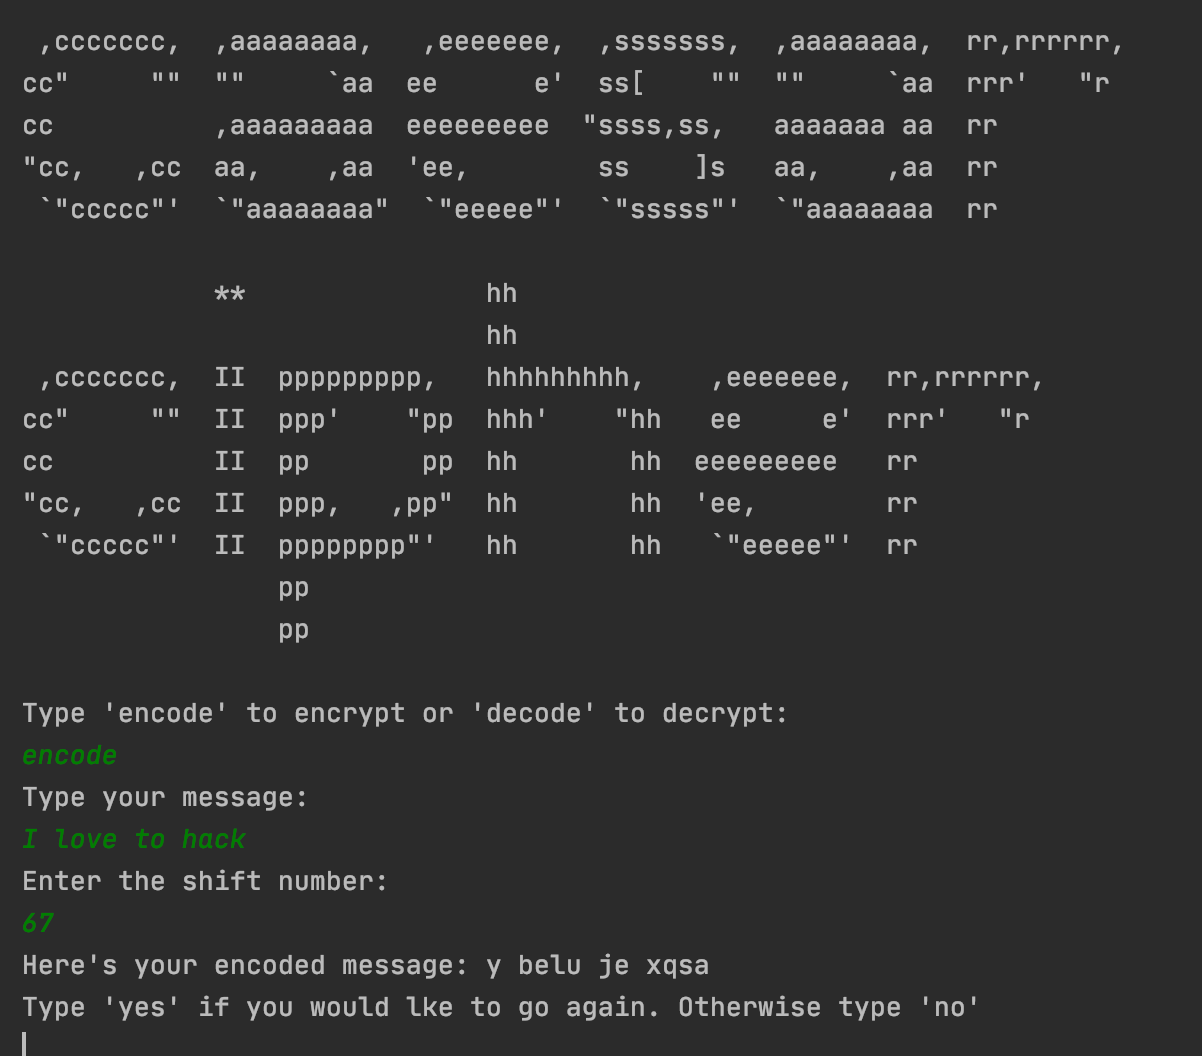 ,ccccccc,  ,aaaaaaaa,   ,eeeeeee,  ,sssssss,  ,aaaaaaaa,  rr,rrrrrr,
cc"     ""  ""     `aa  ee      e'  ss[    ""  ""     `aa  rrr'   "r
cc          ,aaaaaaaaa  eeeeeeeee  "ssss,ss,   aaaaaaa aa  rr
"cc,   ,cc  aa,    ,aa  'ee,        ss    ]s   aa,    ,aa  rr
 `"ccccc"'  `"aaaaaaaa"  `"eeeee"'  `"sssss"'  `"aaaaaaaa  rr
            **               hh
                             hh
 ,ccccccc,  II  ppppppppp,   hhhhhhhhh,    ,eeeeeee,  rr,rrrrrr,
cc"     ""  II  ppp'    "pp  hhh'    "hh   ee     e'  rrr'   "r
cc          II  pp       pp  hh       hh  eeeeeeeee   rr
"cc,   ,cc  II  ppp,   ,pp"  hh       hh  'ee,        rr
 `"ccccc"'  II  pppppppp"'   hh       hh   `"eeeee"'  rr
                pp
                pp
Type 'encode' to encrypt or 'decode' to decrypt:
encode
Type your message:
I love to hack
Enter the shift number:
67
Here's your encoded message: y belu je xqsa
Type 'yes' if you would lke to go again. Otherwise type 'no'